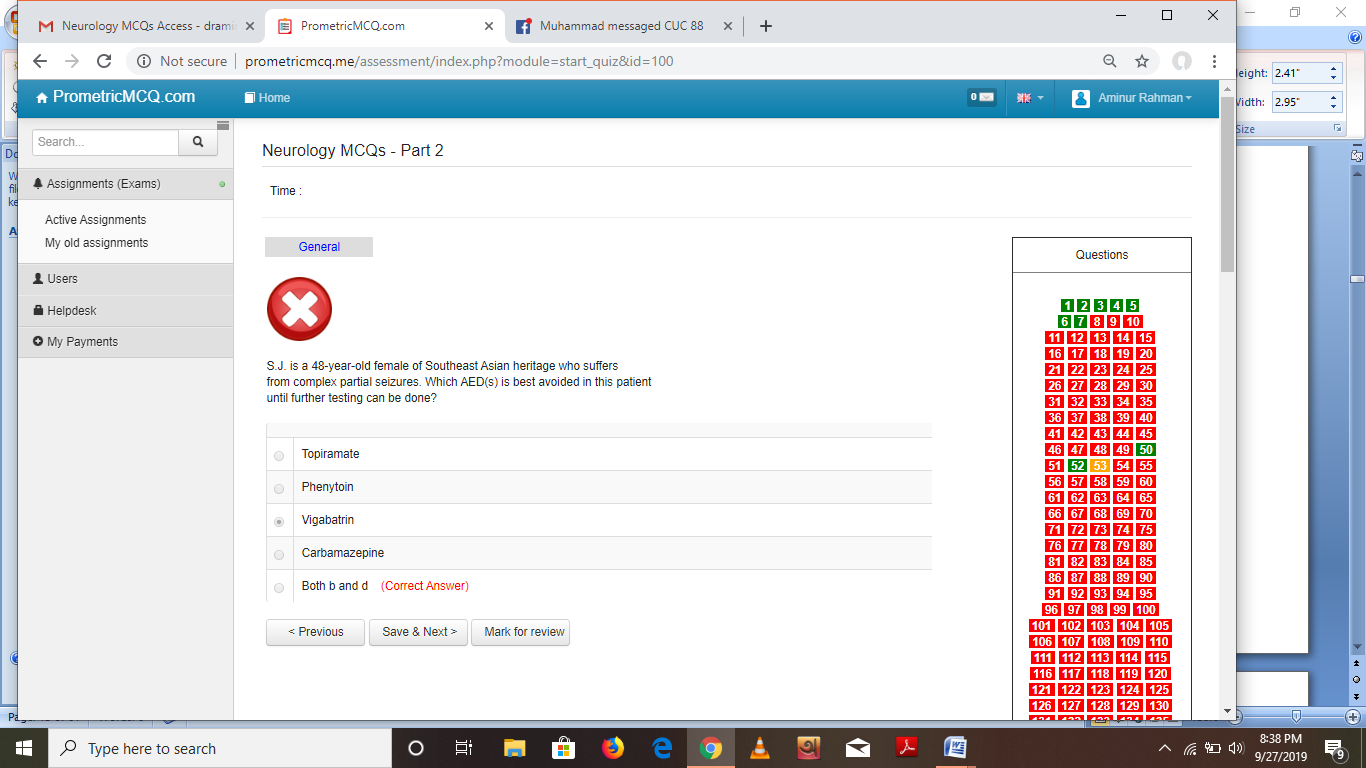 Neurology MCQs Access - drami
PrometricMCQ.com
Muhammad messaged CUC 88
Not secure | prometricmcq.me/assessment/index.php?module=start_quiz&id=100
eight: 2.41"
Vidth: 2.95"
Size
PrometricMCQ.com
Home
0
Aminur Rahman
Search...
Assignments (Exams)
Active Assignments
My old assignments
Users
Helpdesk
My Payments
Neurology MCQs - Part 2
Time :
General
S.J. is a 48-year-old female of Southeast Asian heritage who suffers
from complex partial seizures. Which AED(s) is best avoided in this patient
until further testing can be done?
Topiramate
Phenytoin
Vigabatrin
Carbamazepine
Both b and d (Correct Answer)
< Previous
Save & Next >
Mark for review
Questions
1 2 3 4 5
6 7 8 9 10
11 12 13 14 15
16 17 18 19 20
21 22 23 24 25
26 27 28 29 30
31 32 33 34 35
36 37 38 39 40
41 42 43 44 45
46 47 48 49 50
51 52 53 54 55
56 57 58 59 60
61 62 63 64 65
66 67 68 69 70
71 72 73 74 75
76 77 78 79 80
81 82 83 84 85
86 87 88 89 90
91 92 93 94 95
96 97 98 99 100
101 102 103 104 105
106 107 108 109 110
111 112 113 114 115
116 117 118 119 120
121 122 123 124 125
126 127 128 129 130
Type here to search
8:38 PM
9/27/2019
9